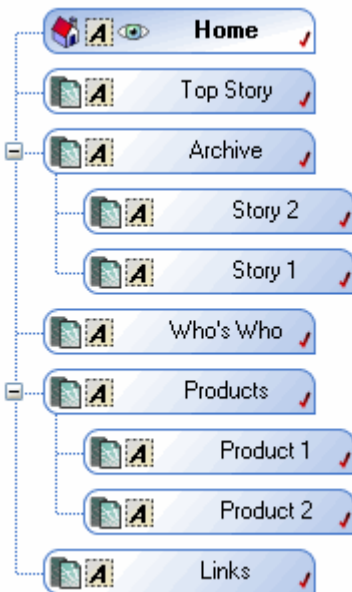 A Home
A Top Story
A Archive
A Story 2
A Story 1
A Who's Who
A Products
A Product 1
A Product 2
A Links